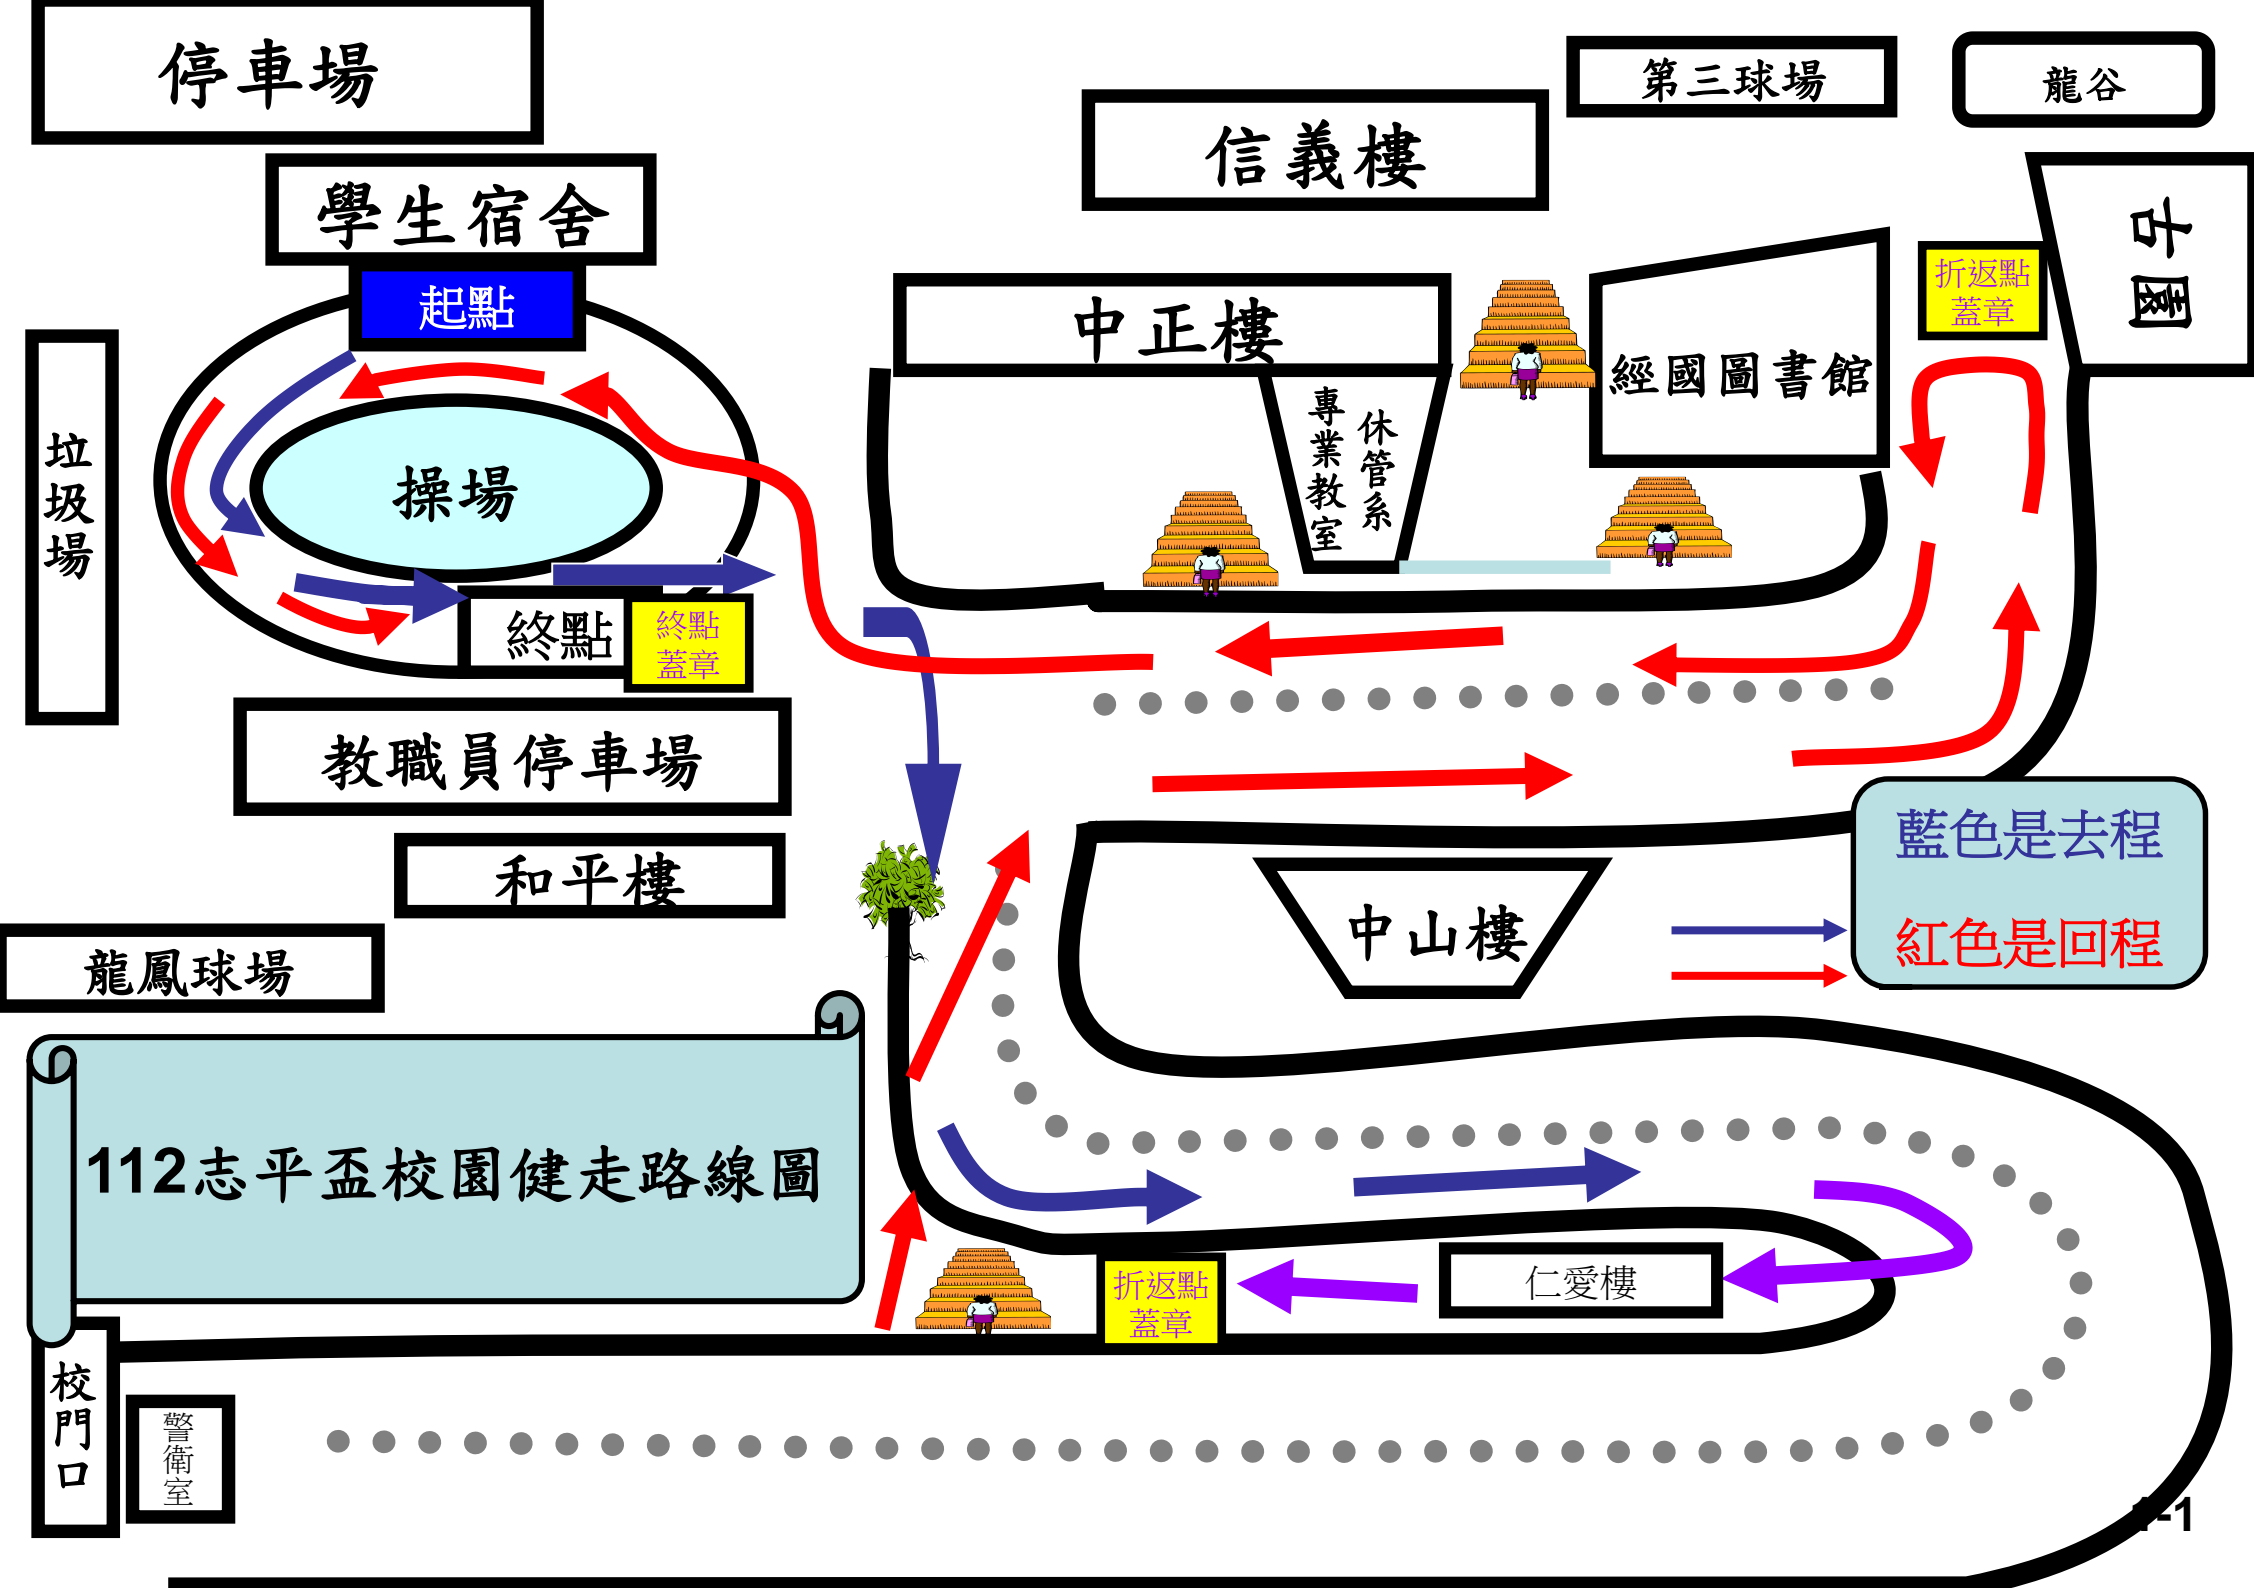 停車場
第三球場
龍谷
信義樓
學生宿舍
古園
折返點
蓋章
起點
中正樓
經國圖書館
專業教室
休管系
垃圾場
操場
終點
終點
蓋章
教職員停車場
藍色是去程
紅色是回程
和平樓
中山樓
龍鳳球場
112志平盃校園健走路線圖
折返點
蓋章
仁愛樓
校門口
警衛室
1-1